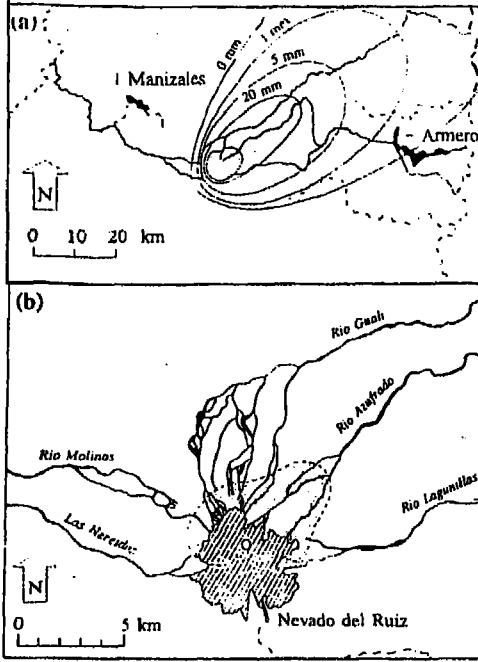 (a)
0 mm
1 mm
5 mm
20 mm
Manizales
Armero
N
0 10 20 km
(b)
Rio Guali
Rio Azufrado
Rio Molinos
Rio Lagunillas
Las Nereidas
N
Nevado del Ruiz
0 5 km